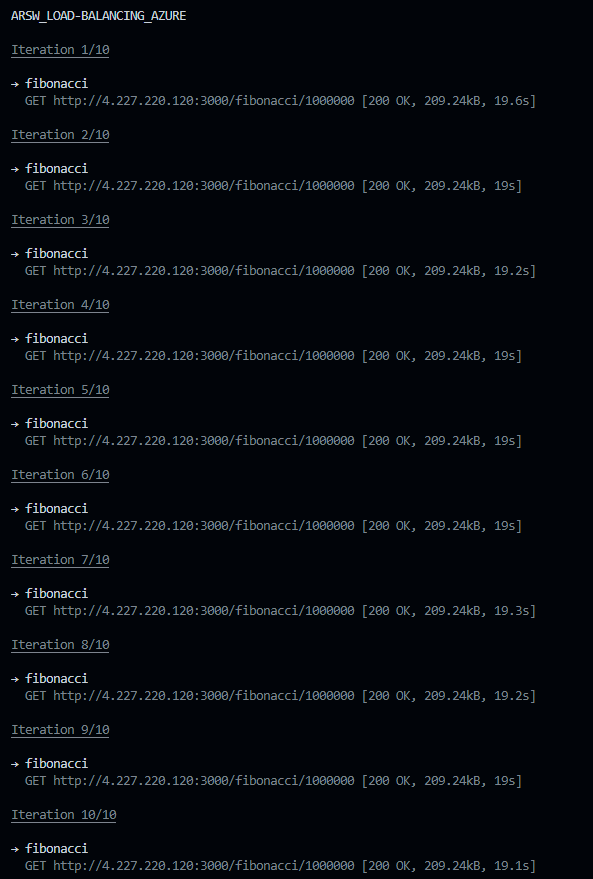 ARSW_LOAD-BALANCING_AZURE
Iteration 1/10
→ fibonacci
GET http://4.227.220.120:3000/fibonacci/1000000 [200 OK, 209.24kB, 19.6s]
Iteration 2/10
→ fibonacci
GET http://4.227.220.120:3000/fibonacci/1000000 [200 OK, 209.24kB, 19s]
Iteration 3/10
→ fibonacci
GET http://4.227.220.120:3000/fibonacci/1000000 [200 OK, 209.24kB, 19.2s]
Iteration 4/10
→ fibonacci
GET http://4.227.220.120:3000/fibonacci/1000000 [200 OK, 209.24kB, 19s]
Iteration 5/10
→ fibonacci
GET http://4.227.220.120:3000/fibonacci/1000000 [200 OK, 209.24kB, 19s]
Iteration 6/10
→ fibonacci
GET http://4.227.220.120:3000/fibonacci/1000000 [200 OK, 209.24kB, 19s]
Iteration 7/10
→ fibonacci
GET http://4.227.220.120:3000/fibonacci/1000000 [200 OK, 209.24kB, 19.3s]
Iteration 8/10
→ fibonacci
GET http://4.227.220.120:3000/fibonacci/1000000 [200 OK, 209.24kB, 19.2s]
Iteration 9/10
→ fibonacci
GET http://4.227.220.120:3000/fibonacci/1000000 [200 OK, 209.24kB, 19s]
Iteration 10/10
→ fibonacci
GET http://4.227.220.120:3000/fibonacci/1000000 [200 OK, 209.24kB, 19.1s]